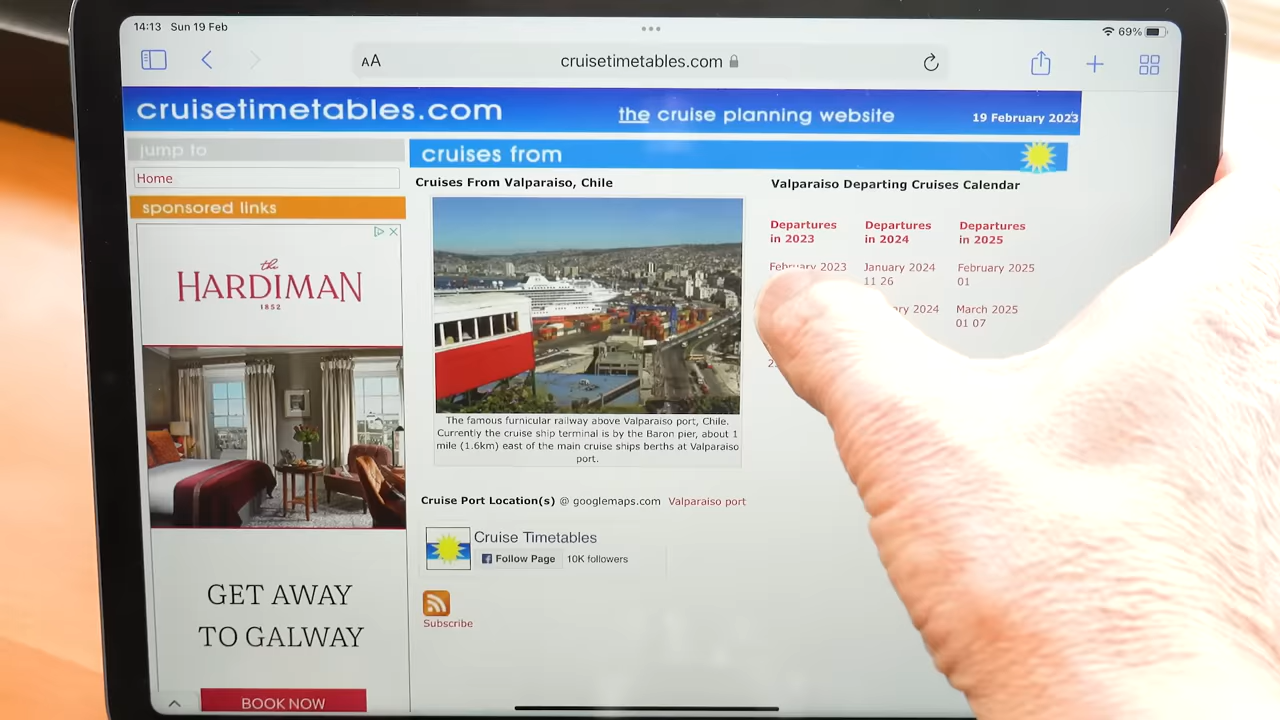 14:13 Sun 19 Feb
69%
AA
cruisetimetables.com
cruisetimetables.com
the cruise planning website
19 February 2023
jump to
Home
sponsored links
the
HARDIMAN
1852
GET AWAY
TO GALWAY
BOOK NOW
cruises from
Cruises From Valparaiso, Chile
The famous furnicular railway above Valparaiso port, Chile.
Currently the cruise ship terminal is by the Baron pier, about 1
mile (1.6km) east of the main cruise ships berths at Valparaiso
port.
Cruise Port Location(s) @ googlemaps.com Valparaiso port
Cruise Timetables
Follow Page
10K followers
Subscribe
Valparaiso Departing Cruises Calendar
Departures
in 2023
February 2023
Departures
in 2024
January 2024
11 26
2024
Departures
in 2025
February 2025
01
March 2025
01 07